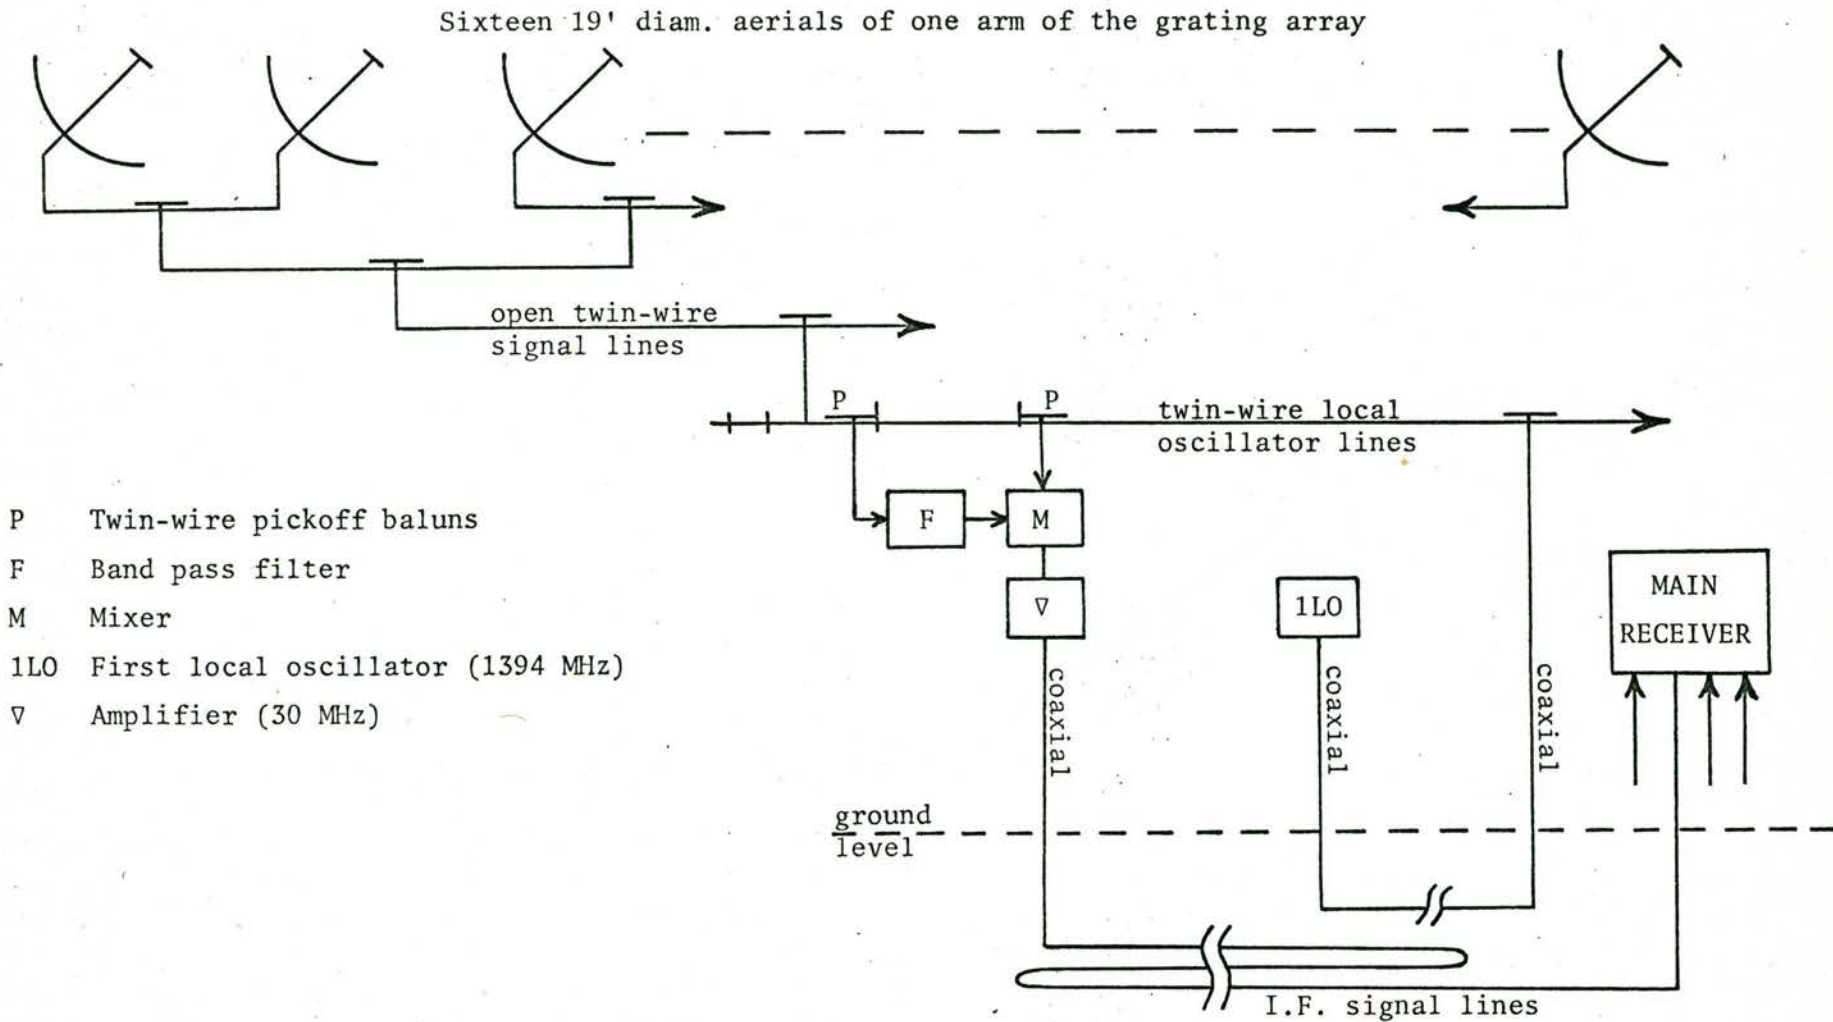 Sixteen 19' diam. aerials of one arm of the grating array
open twin-wire
signal lines
P
P
twin-wire local
oscillator lines
F
M
∇
1LO
MAIN
RECEIVER
P Twin-wire pickoff baluns
F Band pass filter
M Mixer
1LO First local oscillator (1394 MHz)
∇ Amplifier (30 MHz)
coaxial
coaxial
coaxial
ground
level
I.F. signal lines